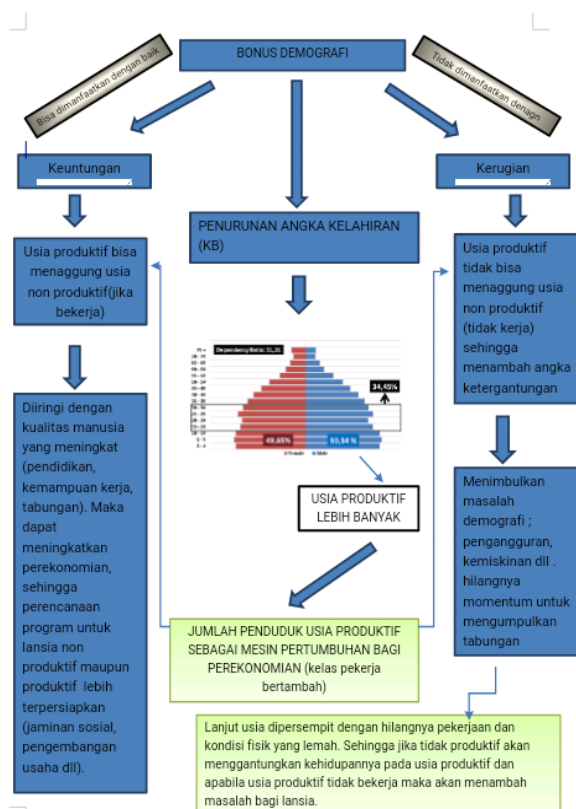 BONUS DEMOGRAFI
Bisa dimanfaatkan dengan baik
Tidak dimanfaatkan denagn
Keuntungan
Kerugian
PENURUNAN ANGKA KELAHIRAN
(KB)
Usia produktif bisa
menaggung usia
non produktif(jika
bekerja)
Usia produktif
tidak bisa
menaggung usia
non produktif
(tidak kerja)
sehingga
menambah angka
ketergantungan
Dependency Ratio: 51,31
34,45%
49,65%
50,34 %
Female
Male
USIA PRODUKTIF
LEBIH BANYAK
Diiringi dengan
kualitas manusia
yang meningkat
(pendidikan,
kemampuan kerja,
tabungan). Maka
dapat
meningkatkan
perekonomian,
sehingga
perencanaan
program untuk
lansia non
produktif maupun
produktif lebih
terpersiapkan
(jaminan sosial,
pengembangan
usaha dll).
Menimbulkan
masalah
demografi ;
pengangguran,
kemiskinan dll .
hilangnya
momentum untuk
mengumpulkan
tabungan
JUMLAH PENDUDUK USIA PRODUKTIF
SEBAGAI MESIN PERTUMBUHAN BAGI
PEREKONOMIAN (kelas pekerja
bertambah)
Lanjut usia dipersempit dengan hilangnya pekerjaan dan
kondisi fisik yang lemah. Sehingga jika tidak produktif akan
menggantungkan kehidupannya pada usia produktif dan
apabila usia produktif tidak bekerja maka akan menambah
masalah bagi lansia.